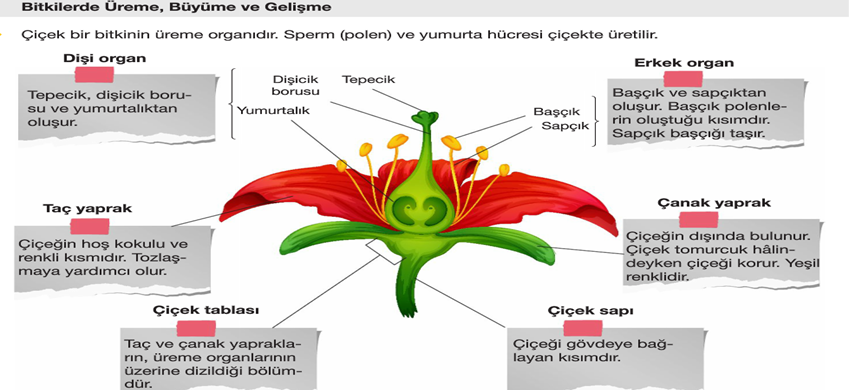 Bitkilerde Üreme, Büyüme ve Gelişme
Çiçek bir bitkinin üreme organıdır. Sperm (polen) ve yumurta hücresi çiçekte üretilir.
Dişi organ
Tepecik, dişicik boru-
su ve yumurtalıktan
oluşur.
Dişicik
borusu
Tepecik
Yumurtalık
Başçık
Sapçık
Erkek organ
Başçık ve sapçıktan
oluşur. Başçık polenle-
rin oluştuğu kısımdır.
Sapçık başçığı taşır.
Taç yaprak
Çiçeğin hoş kokulu ve
renkli kısmıdır. Tozlaş-
maya yardımcı olur.
Çanak yaprak
Çiçeğin dışında bulunur.
Çiçek tomurcuk hâlin-
deyken çiçeği korur. Yeşil
renklidir.
Çiçek tablası
Taç ve çanak yaprakla-
rın, üreme organlarının
üzerine dizildiği bölüm-
dür.
Çiçek sapı
Çiçeği gövdeye bağ-
layan kısımdır.